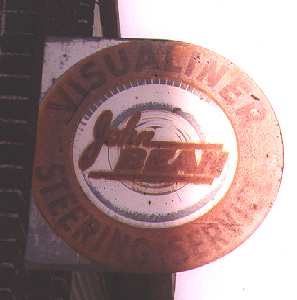 VISUALINER
John
BEAN
STEERING SERVICE